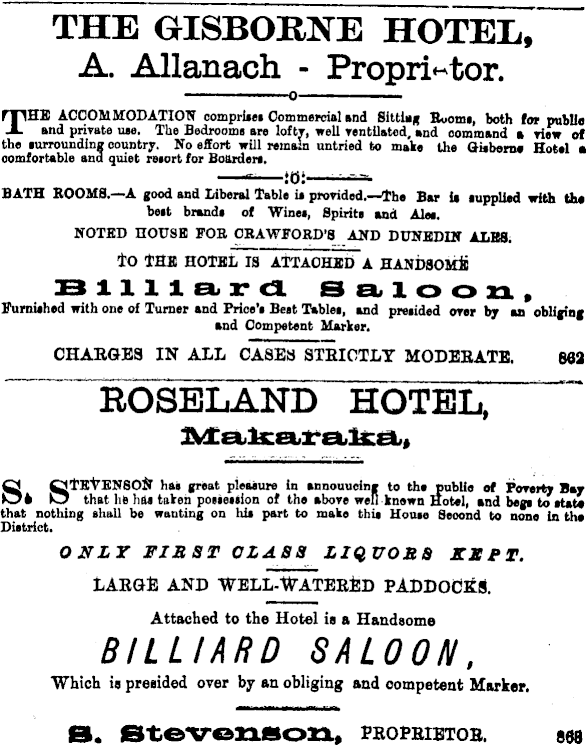 THE GISBORNE HOTEL,
A. Allanach - Proprietor.
THE ACCOMMODATION comprises Commercial and Sitting Rooms, both for public
and private use. The Bedrooms are lofty, well ventilated, and command a view of
the surrounding country. No effort will remain untried to make the Gisborne Hotel a
comfortable and quiet resort for Boarders.
BATH ROOMS.—A good and Liberal Table is provided.—The Bar is supplied with the
best brands of Wines, Spirits and Ales.
NOTED HOUSE FOR CRAWFORD'S AND DUNEDIN ALES.
TO THE HOTEL IS ATTACHED A HANDSOME
Billiard Saloon,
Furnished with one of Turner and Price's Best Tables, and presided over by an obliging
and Competent Marker.
CHARGES IN ALL CASES STRICTLY MODERATE. 862
ROSELAND HOTEL,
Makaraka,
S. STEVENSON has great pleasure in announcing to the public of Poverty Bay
that he has taken possession of the above well known Hotel, and begs to state
that nothing shall be wanting on his part to make this House Second to none in the
District.
ONLY FIRST CLASS LIQUORS KEPT.
LARGE AND WELL-WATERED PADDOCKS.
Attached to the Hotel is a Handsome
BILLIARD SALOON,
Which is presided over by an obliging and competent Marker.
S. Stevenson, PROPRIETOR. 863